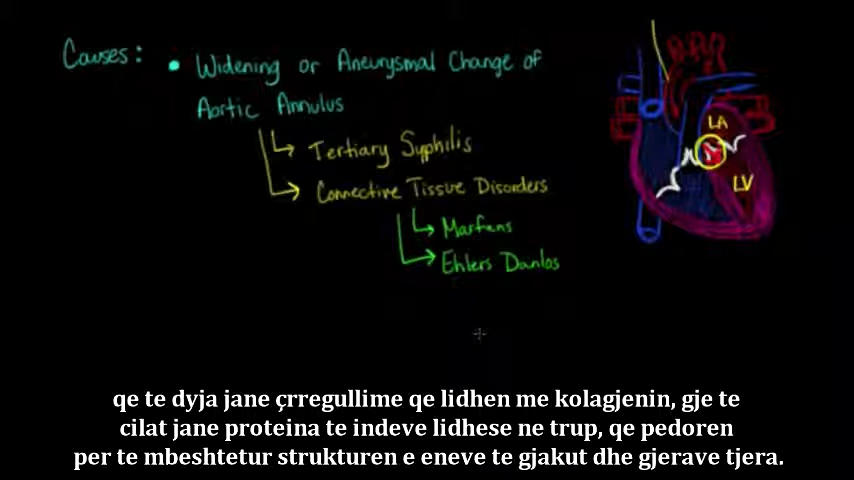 Causes:
• Widening or Aneurysmal Change of
Aortic Annulus
Tertiary Syphilis
Connective Tissue Disorders
Marfans
Ehlers Danlos
LA
LV
qe te dyja jane çrregullime qe lidhen me kolagjenin, gje te
cilat jane proteina te indeve lidhese ne trup, qe pedoren
per te mbeshtetur strukturen e eneve te gjakut dhe gjerave tjera.